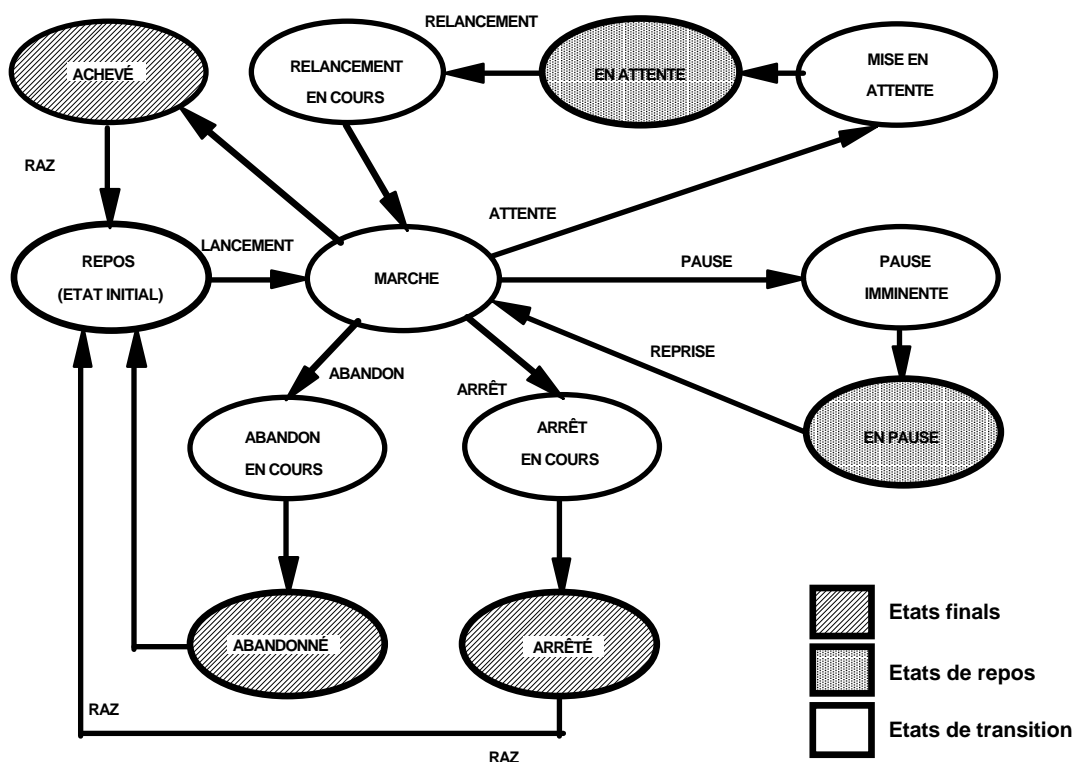 RELANCEMENT
ACHEVÉ
RELANCEMENT
EN COURS
EN ATTENTE
MISE EN
ATTENTE
RAZ
ATTENTE
REPOS
(ETAT INITIAL)
LANCEMENT
MARCHE
PAUSE
PAUSE
IMMINENTE
REPRISE
ABANDON
ARRÊT
ABANDON
EN COURS
ARRÊT
EN COURS
EN PAUSE
ABANDONNÉ
ARRÊTÉ
Etats finals
Etats de repos
Etats de transition
RAZ
RAZ